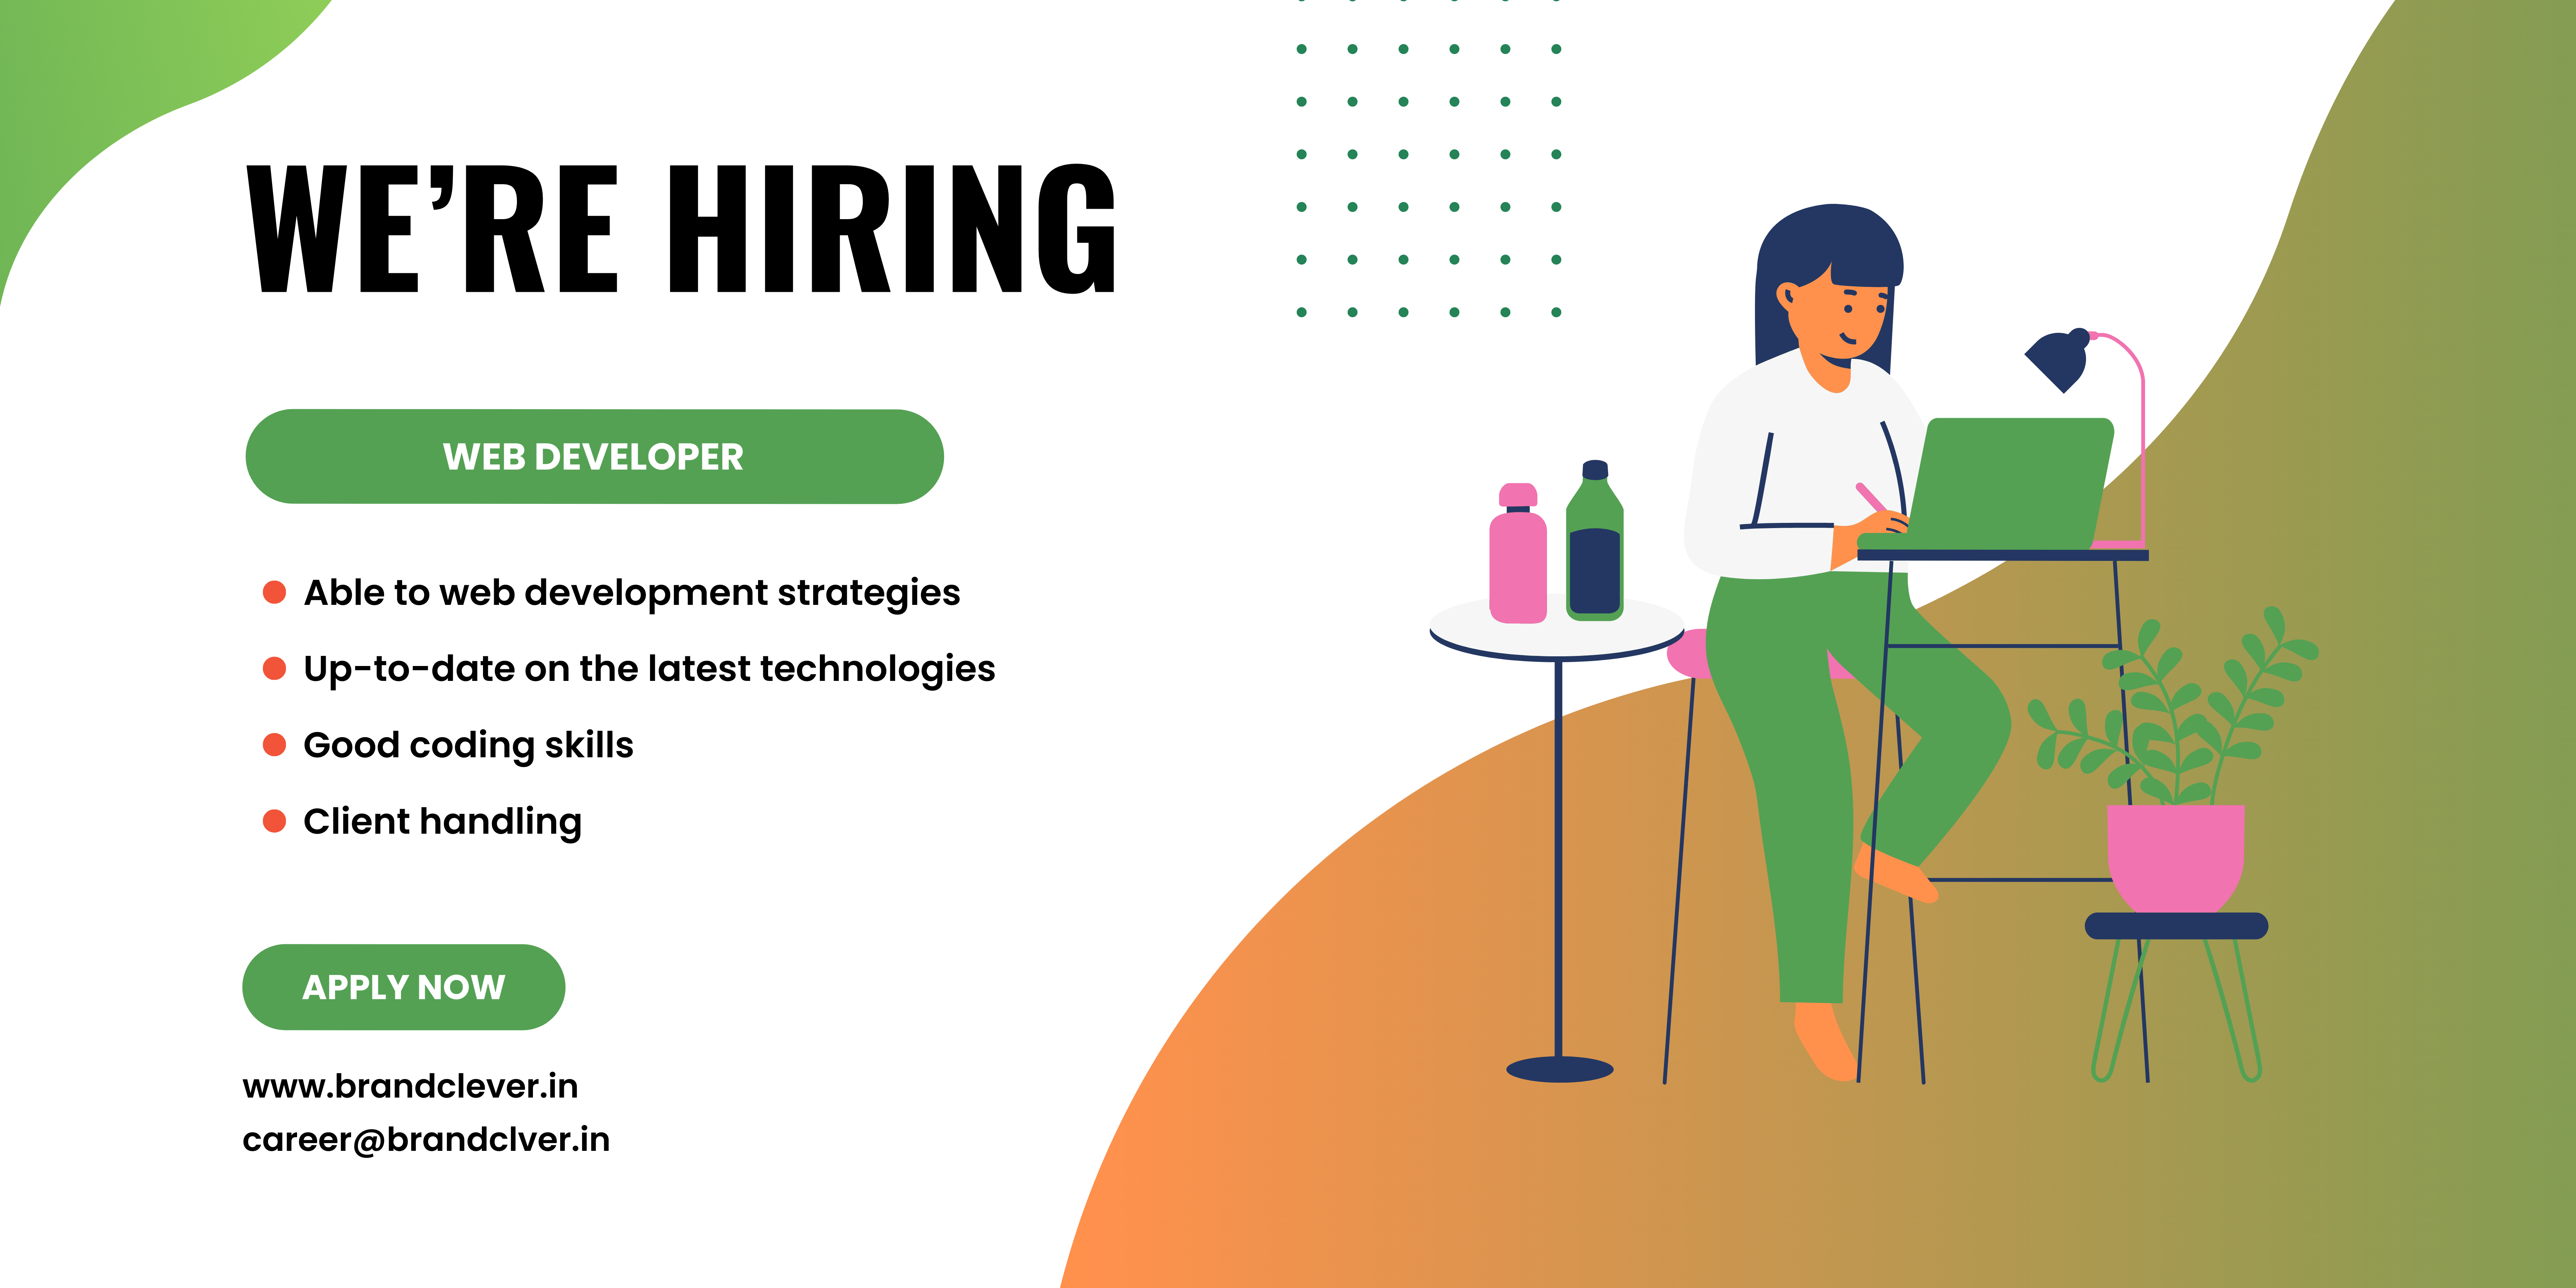 WE’RE HIRING
WEB DEVELOPER
Able to web development strategies
Up-to-date on the latest technologies
Good coding skills
Client handling
APPLY NOW
www.brandclever.in
career@brandclver.in